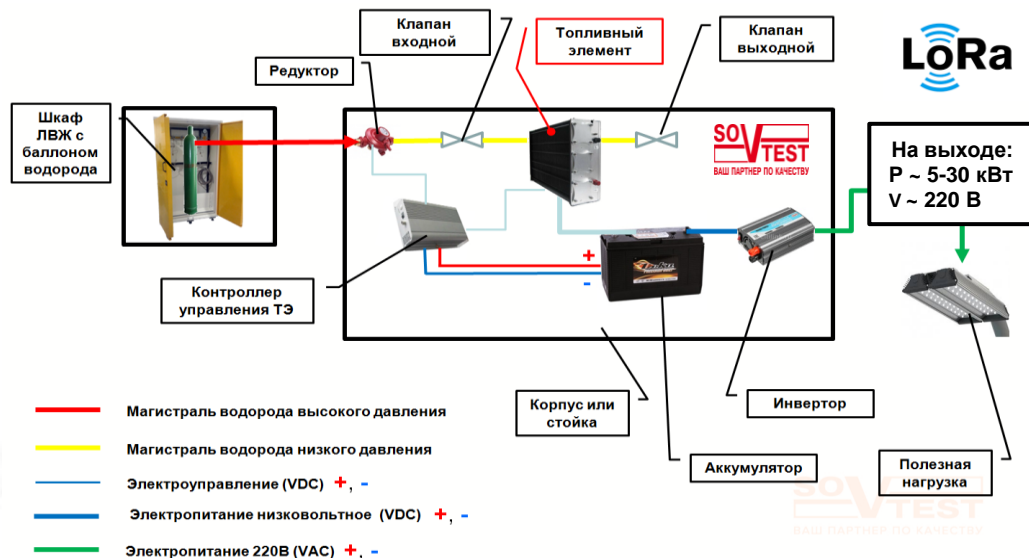 Клапан
входной
Топливный
элемент
Клапан
выходной
LoRa
Редуктор
Шкаф
ЛВЖ с
баллоном
водорода
SOVTEST
ВАШ ПАРТНЕР ПО КАЧЕСТВУ
На выходе:
P ~ 5-30 кВт
V ~ 220 В
+
-
Контроллер
управления ТЭ
Корпус или
стойка
Инвертор
Аккумулятор
Полезная
нагрузка
Магистраль водорода высокого давления
Магистраль водорода низкого давления
Электроуправление (VDC) +, -
Электропитание низковольтное (VDC) +, -
Электропитание 220В (VAC) +, -
SOVTEST
ВАШ ПАРТНЕР ПО КАЧЕСТВУ